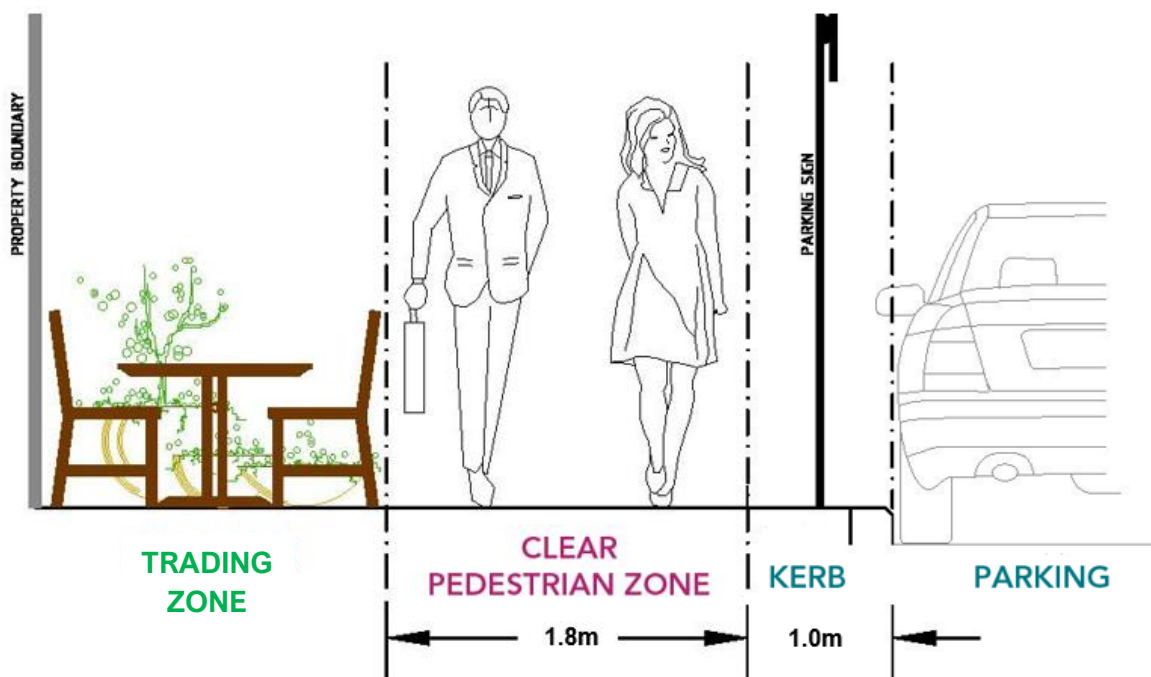 PROPERTY BOUNDARY
PARKING SIGN
TRADING
ZONE
CLEAR
PEDESTRIAN ZONE
KERB
PARKING
1.8m
1.0m